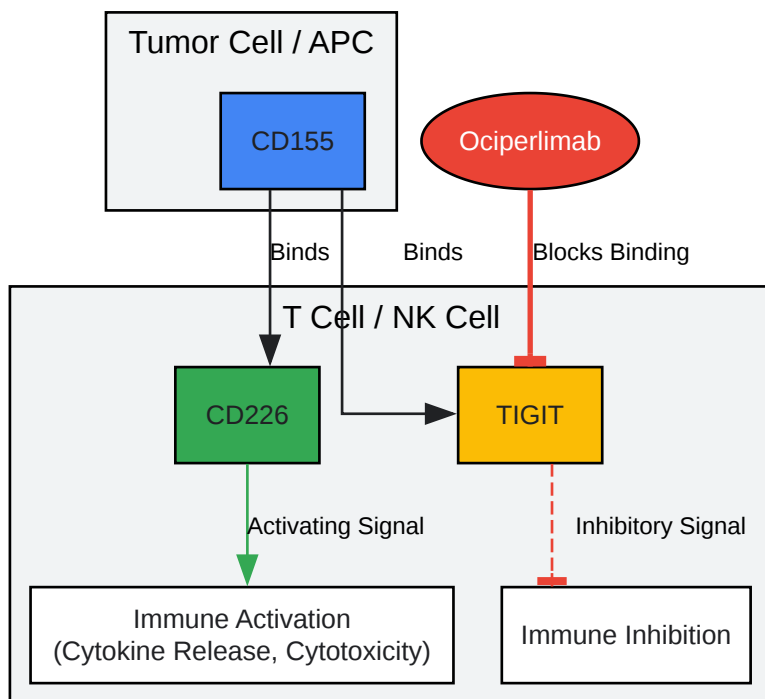 Tumor Cell / APC
CD155
Ociperlimab
Binds
Binds
Blocks Binding
T Cell / NK Cell
CD226
TIGIT
Activating Signal
Inhibitory Signal
Immune Activation
(Cytokine Release, Cytotoxicity)
Immune Inhibition